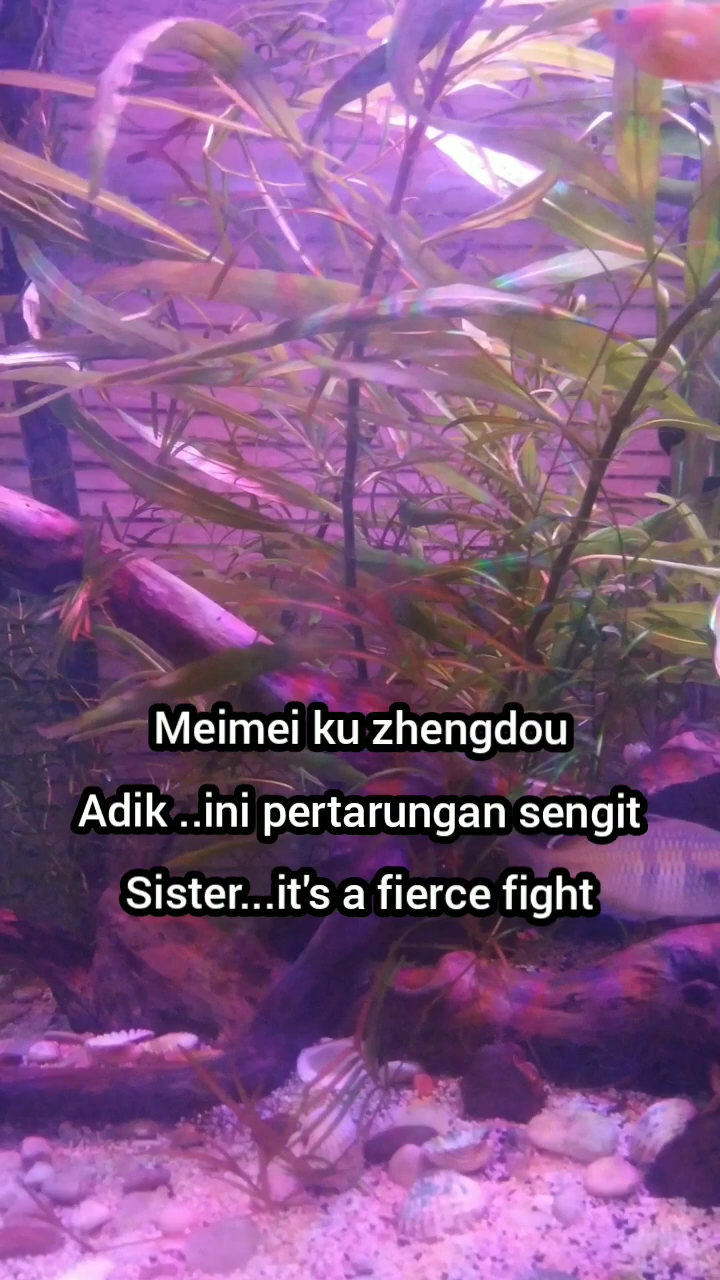 Meimei ku zhengdou
Adik ..ini pertarungan sengit
Sister...it's a fierce fight